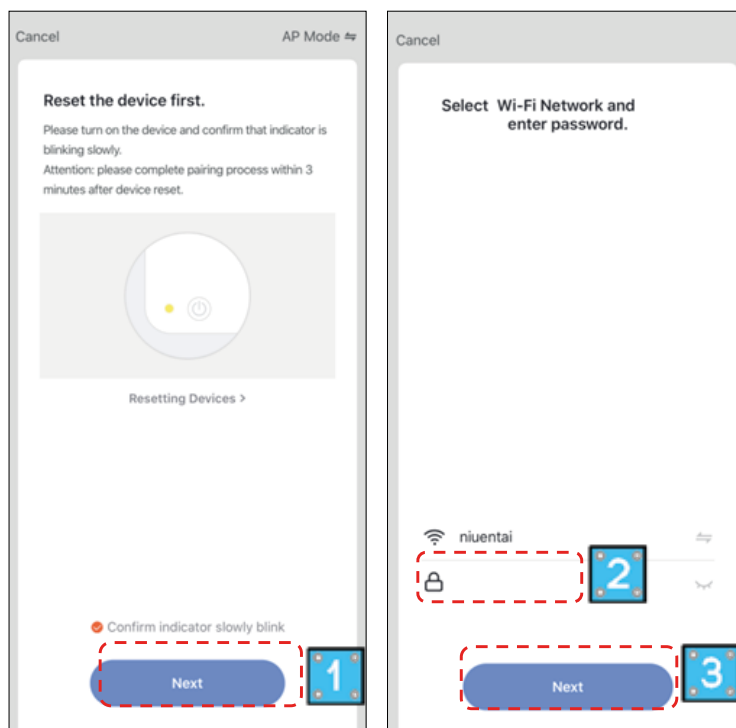 Cancel
AP Mode ⇋
Reset the device first.
Please turn on the device and confirm that indicator is
blinking slowly.
Attention: please complete pairing process within 3
minutes after device reset.
Resetting Devices >
Confirm indicator slowly blink
Next
1
Cancel
Select Wi-Fi Network and
enter password.
niuentai
2
Next
3